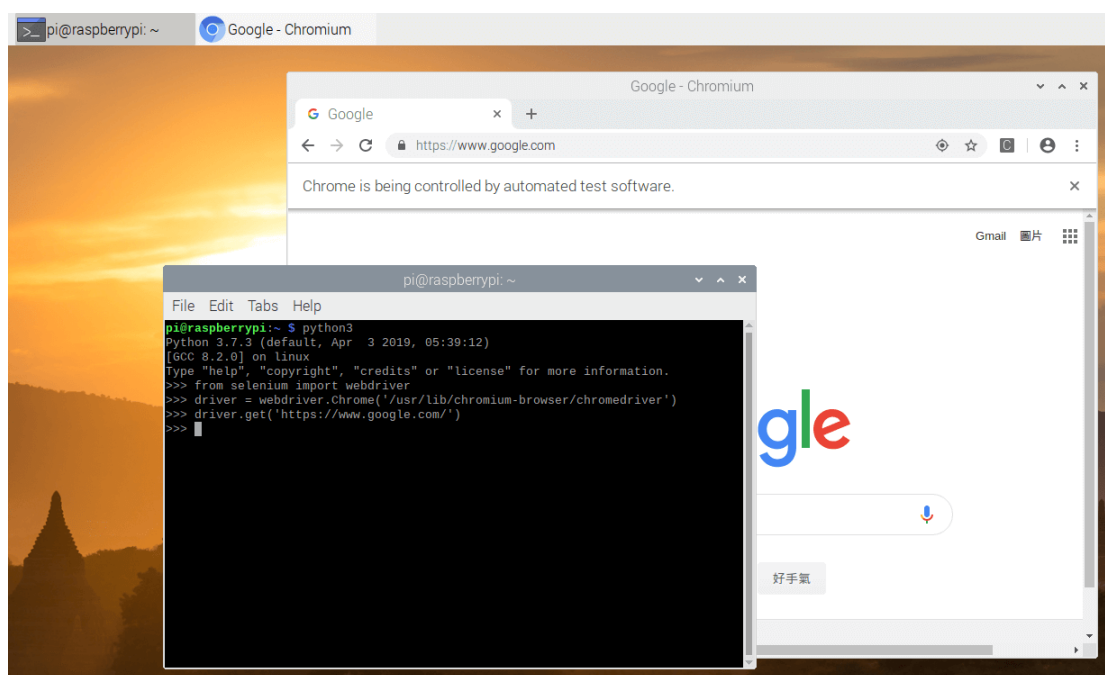 pi@raspberrypi: ~
Google - Chromium
Google - Chromium
Google
https://www.google.com
Chrome is being controlled by automated test software.
Gmail 圖片
pi@raspberrypi: ~
File Edit Tabs Help
pi@raspberrypi:~ $ python3
Python 3.7.3 (default, Apr  3 2019, 05:39:12)
[GCC 8.2.0] on linux
Type "help", "copyright", "credits" or "license" for more information.
>>> from selenium import webdriver
>>> driver = webdriver.Chrome('/usr/lib/chromium-browser/chromedriver')
>>> driver.get('https://www.google.com/')
>>>
gle
好手氣